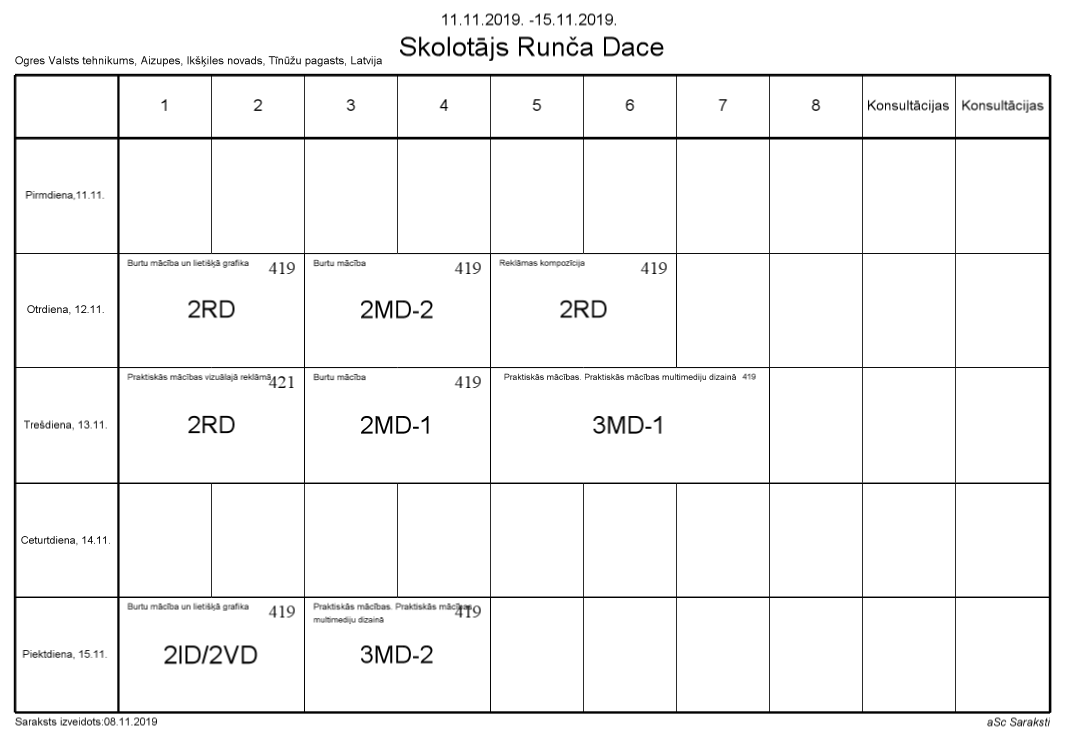 11.11.2019. -15.11.2019.
Skolotājs Runča Dace
Ogres Valsts tehnikums, Aizupes, Ikšķiles novads, Tīnūžu pagasts, Latvija
1 2 3 4 5 6 7 8 Konsultācijas Konsultācijas
Pirmdiena,11.11.
Burtu mācība un lietišķā grafika 419 Burtu mācība 419 Reklāmas kompozīcija 419
Otrdiena, 12.11. 2RD 2MD-2 2RD
Praktiskās mācības vizuālajā reklāmā 421 Burtu mācība 419 Praktiskās mācības. Praktiskās mācības multimediju dizainā 419
Trešdiena, 13.11. 2RD 2MD-1 3MD-1
Ceturtdiena, 14.11.
Burtu mācība un lietišķā grafika 419 Praktiskās mācības. Praktiskās mācības 419
multimediju dizainā
Piektdiena, 15.11. 2ID/2VD 3MD-2
Saraksts izveidots:08.11.2019 aSc Saraksti